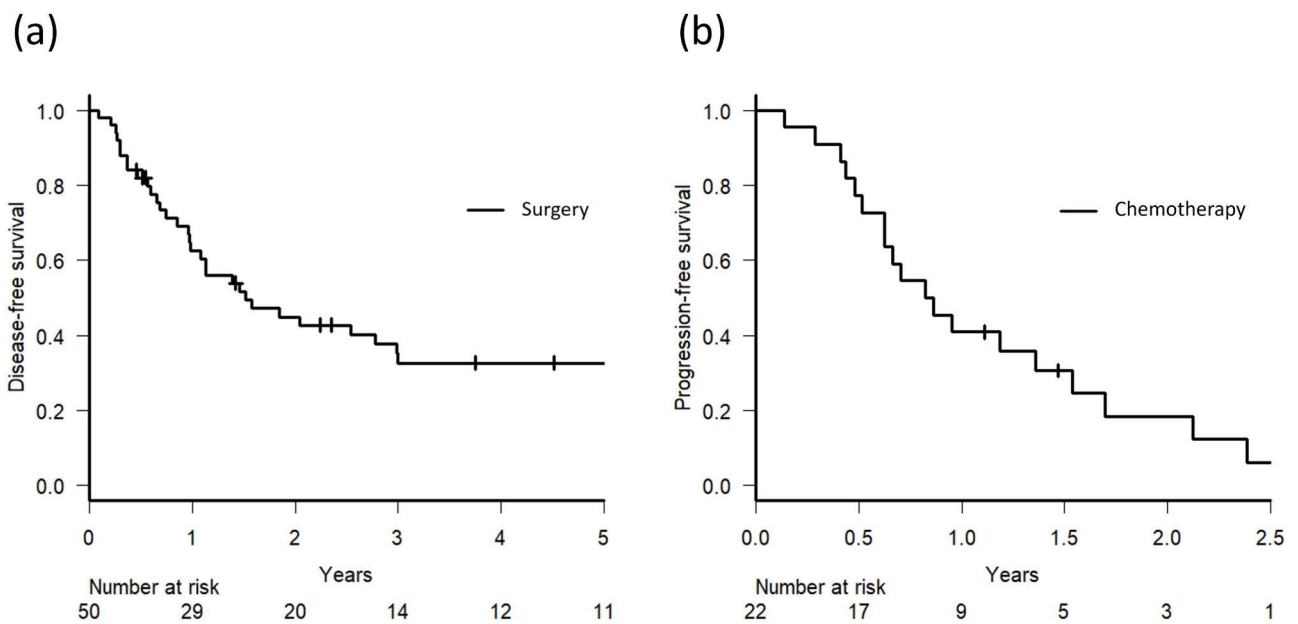 (a)
Disease-free survival
1.0
0.8
0.6
0.4
0.2
0.0
Surgery
0 1 2 3 4 5
Years
Number at risk
50 29 20 14 12 11
(b)
Progression-free survival
1.0
0.8
0.6
0.4
0.2
0.0
Chemotherapy
0.0 0.5 1.0 1.5 2.0 2.5
Years
Number at risk
22 17 9 5 3 1